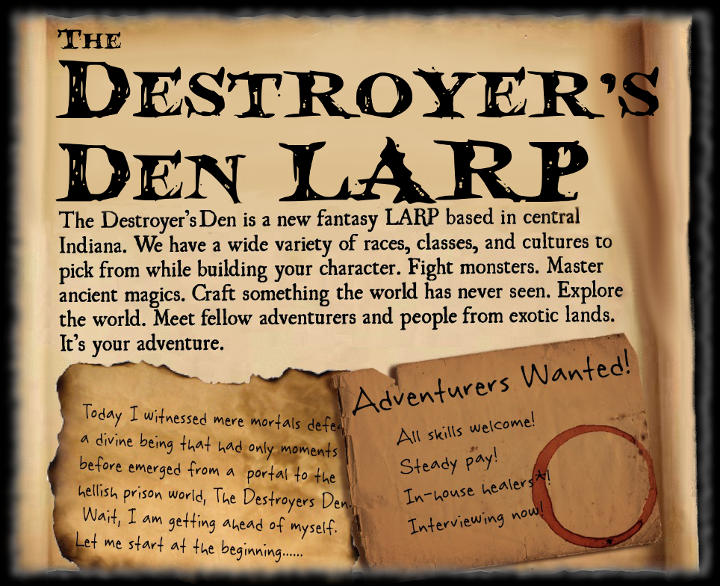 The
Destroyer's
Den LARP
The Destroyer's Den is a new fantasy LARP based in central
Indiana. We have a wide variety of races, classes, and cultures to
pick from while building your character. Fight monsters. Master
ancient magics. Craft something the world has never seen. Explore
the world. Meet fellow adventurers and people from exotic lands.
It's your adventure.
Today I witnessed mere mortals defe
a divine being that had only moments
before emerged from a portal to the
hellish prison world, The Destroyers Den.
Wait, I am getting ahead of myself.
Let me start at the beginning......
Adventurers Wanted!
All skills welcome!
Steady pay!
In-house healers*!
Interviewing now!